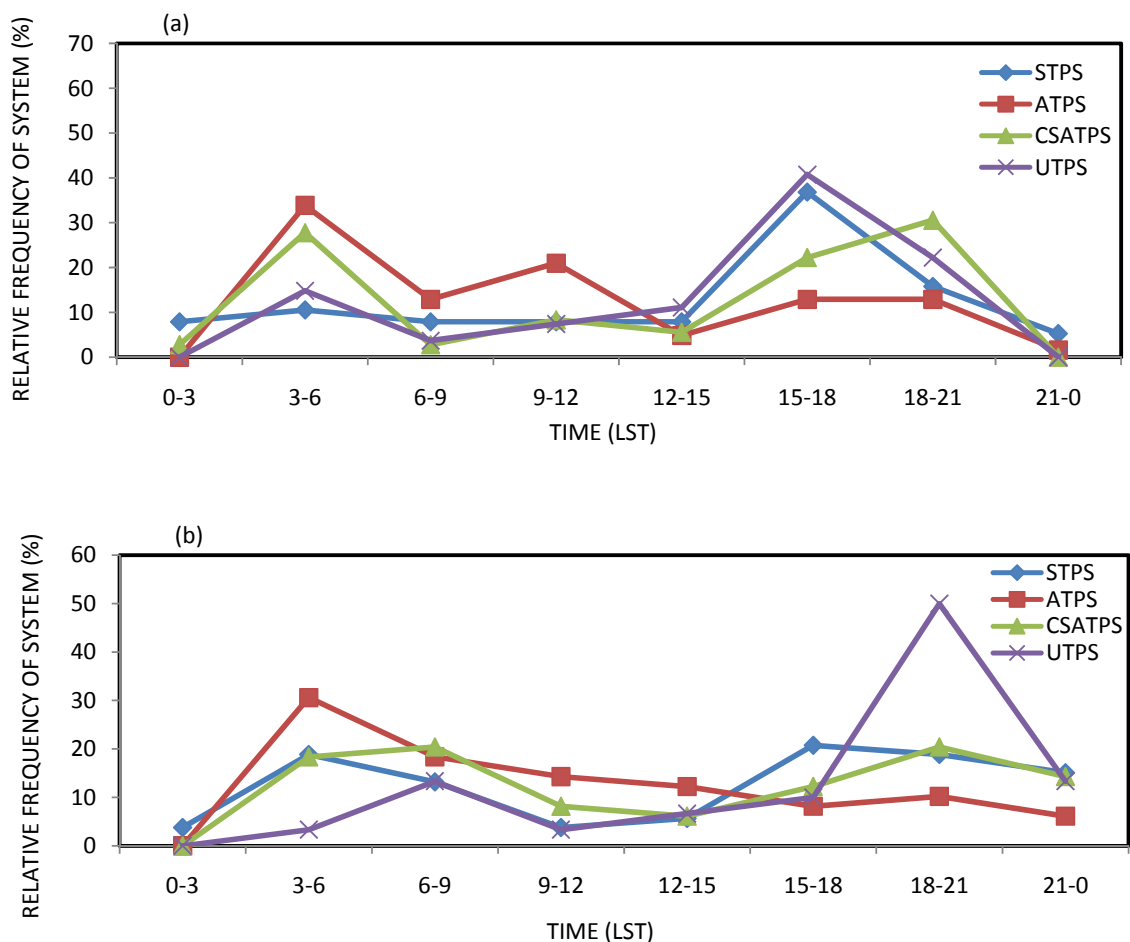 (a)
RELATIVE FREQUENCY OF SYSTEM (%)
70
60
50
40
30
20
10
0
STPS
ATPS
CSATPS
UTPS
0-3 3-6 6-9 9-12 12-15 15-18 18-21 21-0
TIME (LST)
(b)
RELATIVE FREQUENCY OF SYSTEM (%)
60
50
40
30
20
10
0
STPS
ATPS
CSATPS
UTPS
0-3 3-6 6-9 9-12 12-15 15-18 18-21 21-0
TIME (LST)